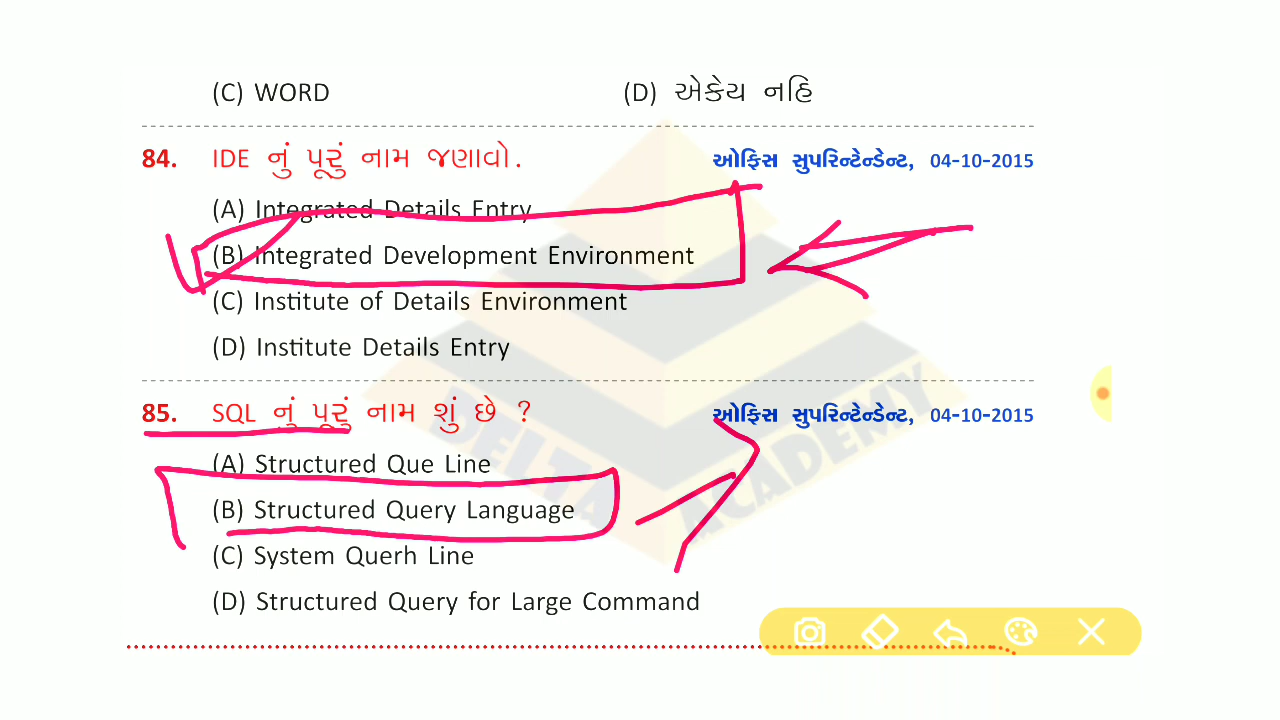 (C) WORD (D) એકેય નહિ
84. IDE નું પૂરું નામ જણાવો. ઓફિસ સુપરિન્ટેન્ડેન્ટ, 04-10-2015
(A) Integrated Details Entry
(B) Integrated Development Environment
(C) Institute of Details Environment
(D) Institute Details Entry
85. SQL નું પૂરું નામ શું છે ? ઓફિસ સુપરિન્ટેન્ડેન્ટ, 04-10-2015
(A) Structured Que Line
(B) Structured Query Language
(C) System Querh Line
(D) Structured Query for Large Command
DELTA ACADEMY